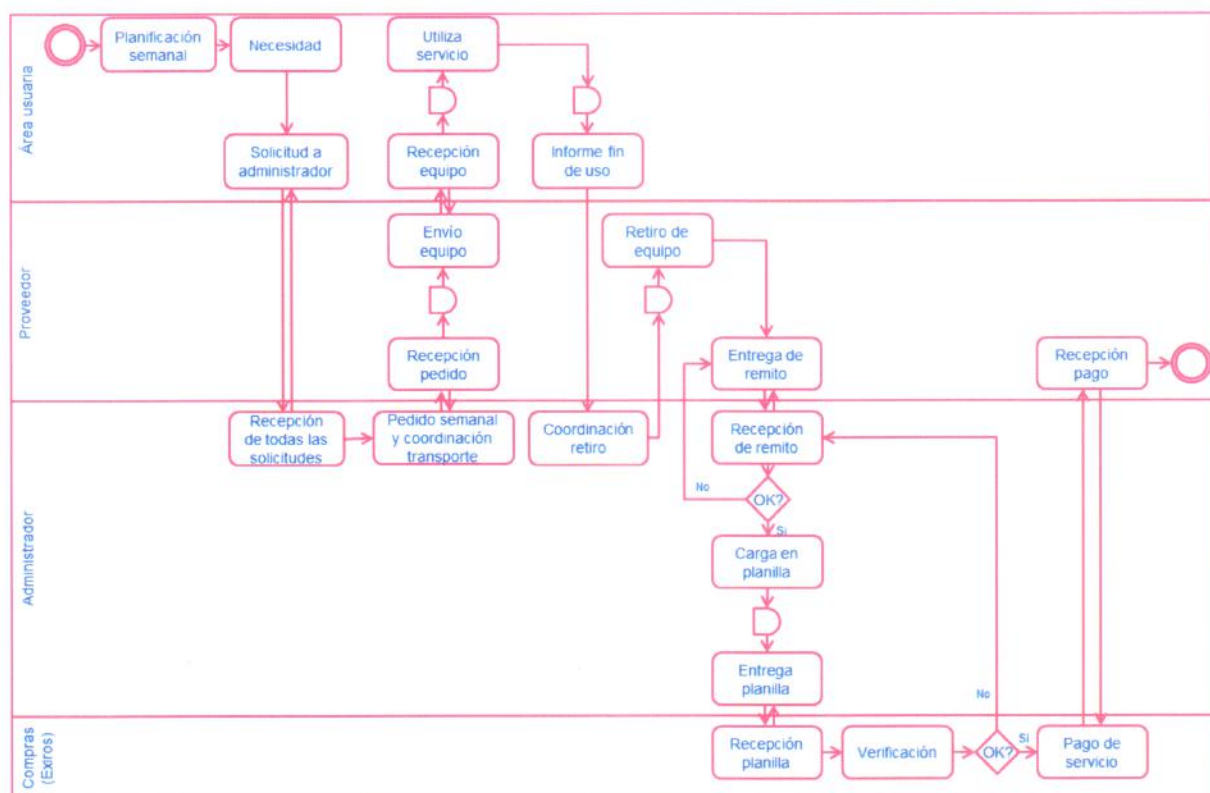 Área usuaria
Planificación
semanal
Necesidad
Solicitud a
administrador
Utiliza
servicio
Recepción
equipo
Informe fin
de uso
Proveedor
Envío
equipo
Recepción
pedido
Retiro de
equipo
Entrega de
remito
Recepción
pago
Administrador
Recepción
de todas las
solicitudes
Pedido semanal
y coordinación
transporte
Coordinación
retiro
Recepción
de remito
No
OK?
Si
Carga en
planilla
Entrega
planilla
No
Compras
(Exiros)
Recepción
planilla
Verificación
OK?
Si
Pago de
servicio